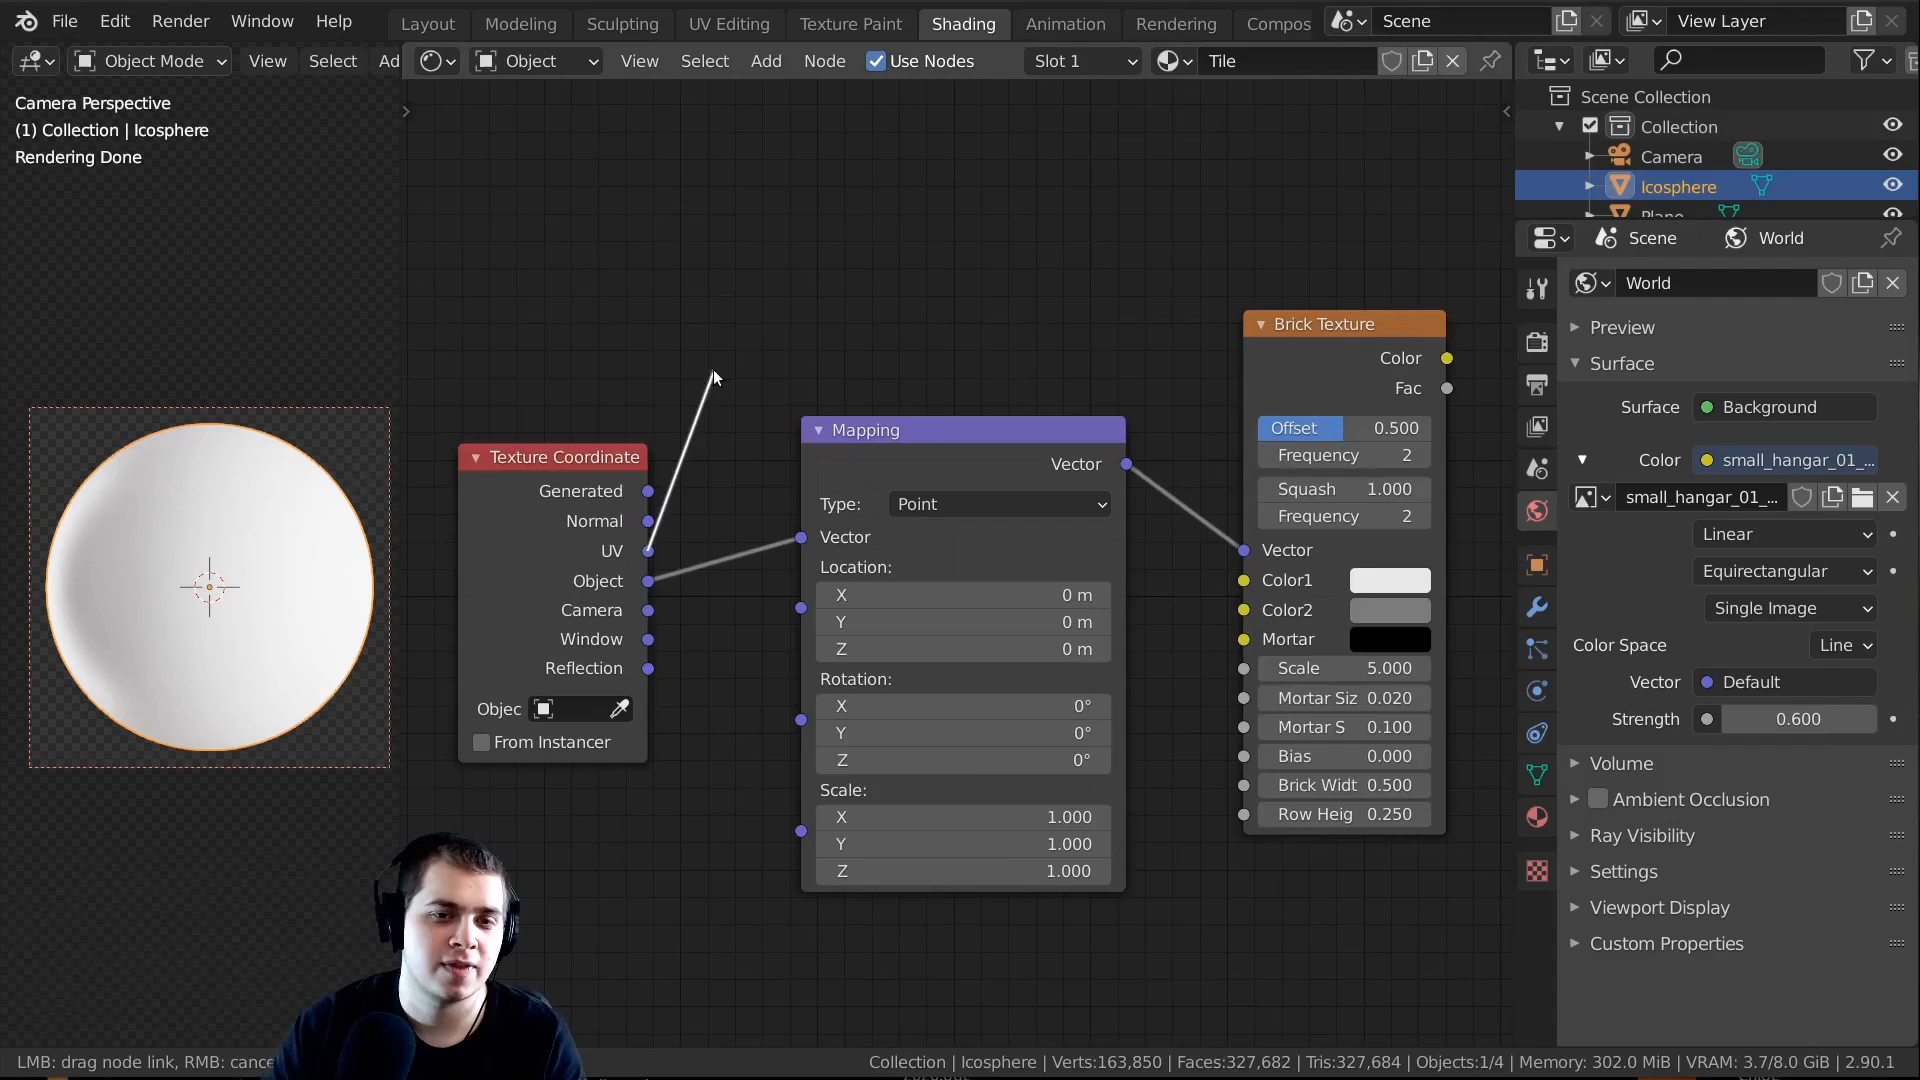 File Edit Render Window Help Layout Modeling Sculpting UV Editing Texture Paint Shading Animation Rendering Compos Scene View Layer
Object Mode View Select Ad Object View Select Add Node Use Nodes Slot 1 Tile
Camera Perspective
(1) Collection | Icosphere
Rendering Done
Texture Coordinate
Generated
Normal
UV
Object
Camera
Window
Reflection
Objec
From Instancer
Mapping
Vector
Type: Point
Vector
Location:
X 0 m
Y 0 m
Z 0 m
Rotation:
X 0°
Y 0°
Z 0°
Scale:
X 1.000
Y 1.000
Z 1.000
Brick Texture
Color
Fac
Offset 0.500
Frequency 2
Squash 1.000
Frequency 2
Vector
Color1
Color2
Mortar
Scale 5.000
Mortar Siz 0.020
Mortar S 0.100
Bias 0.000
Brick Widt 0.500
Row Heig 0.250
Scene Collection
Collection
Camera
Icosphere
Plane
Scene World
World
Preview
Surface
Surface Background
Color small_hangar_01_...
small_hangar_01_...
Linear
Equirectangular
Single Image
Color Space Line
Vector Default
Strength 0.600
Volume
Ambient Occlusion
Ray Visibility
Settings
Viewport Display
Custom Properties
LMB: drag node link, RMB: cance
Collection | Icosphere | Verts:163,850 | Faces:327,682 | Tris:327,684 | Objects:1/4 | Memory: 302.0 MiB | VRAM: 3.7/8.0 GiB | 2.90.1